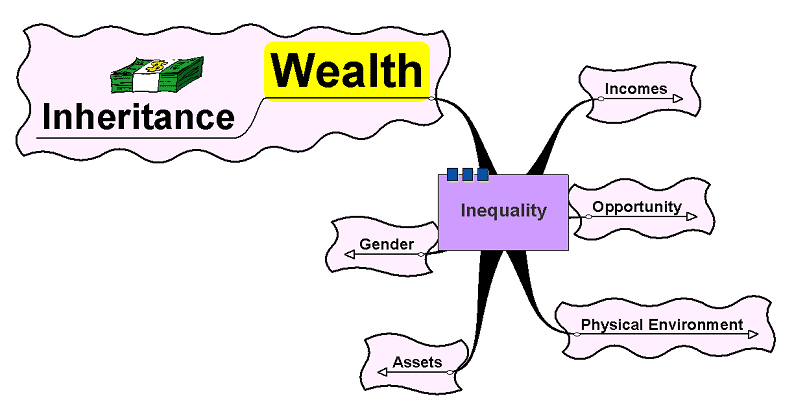 Wealth
Inheritance
Incomes
Inequality
Opportunity
Gender
Physical Environment
Assets